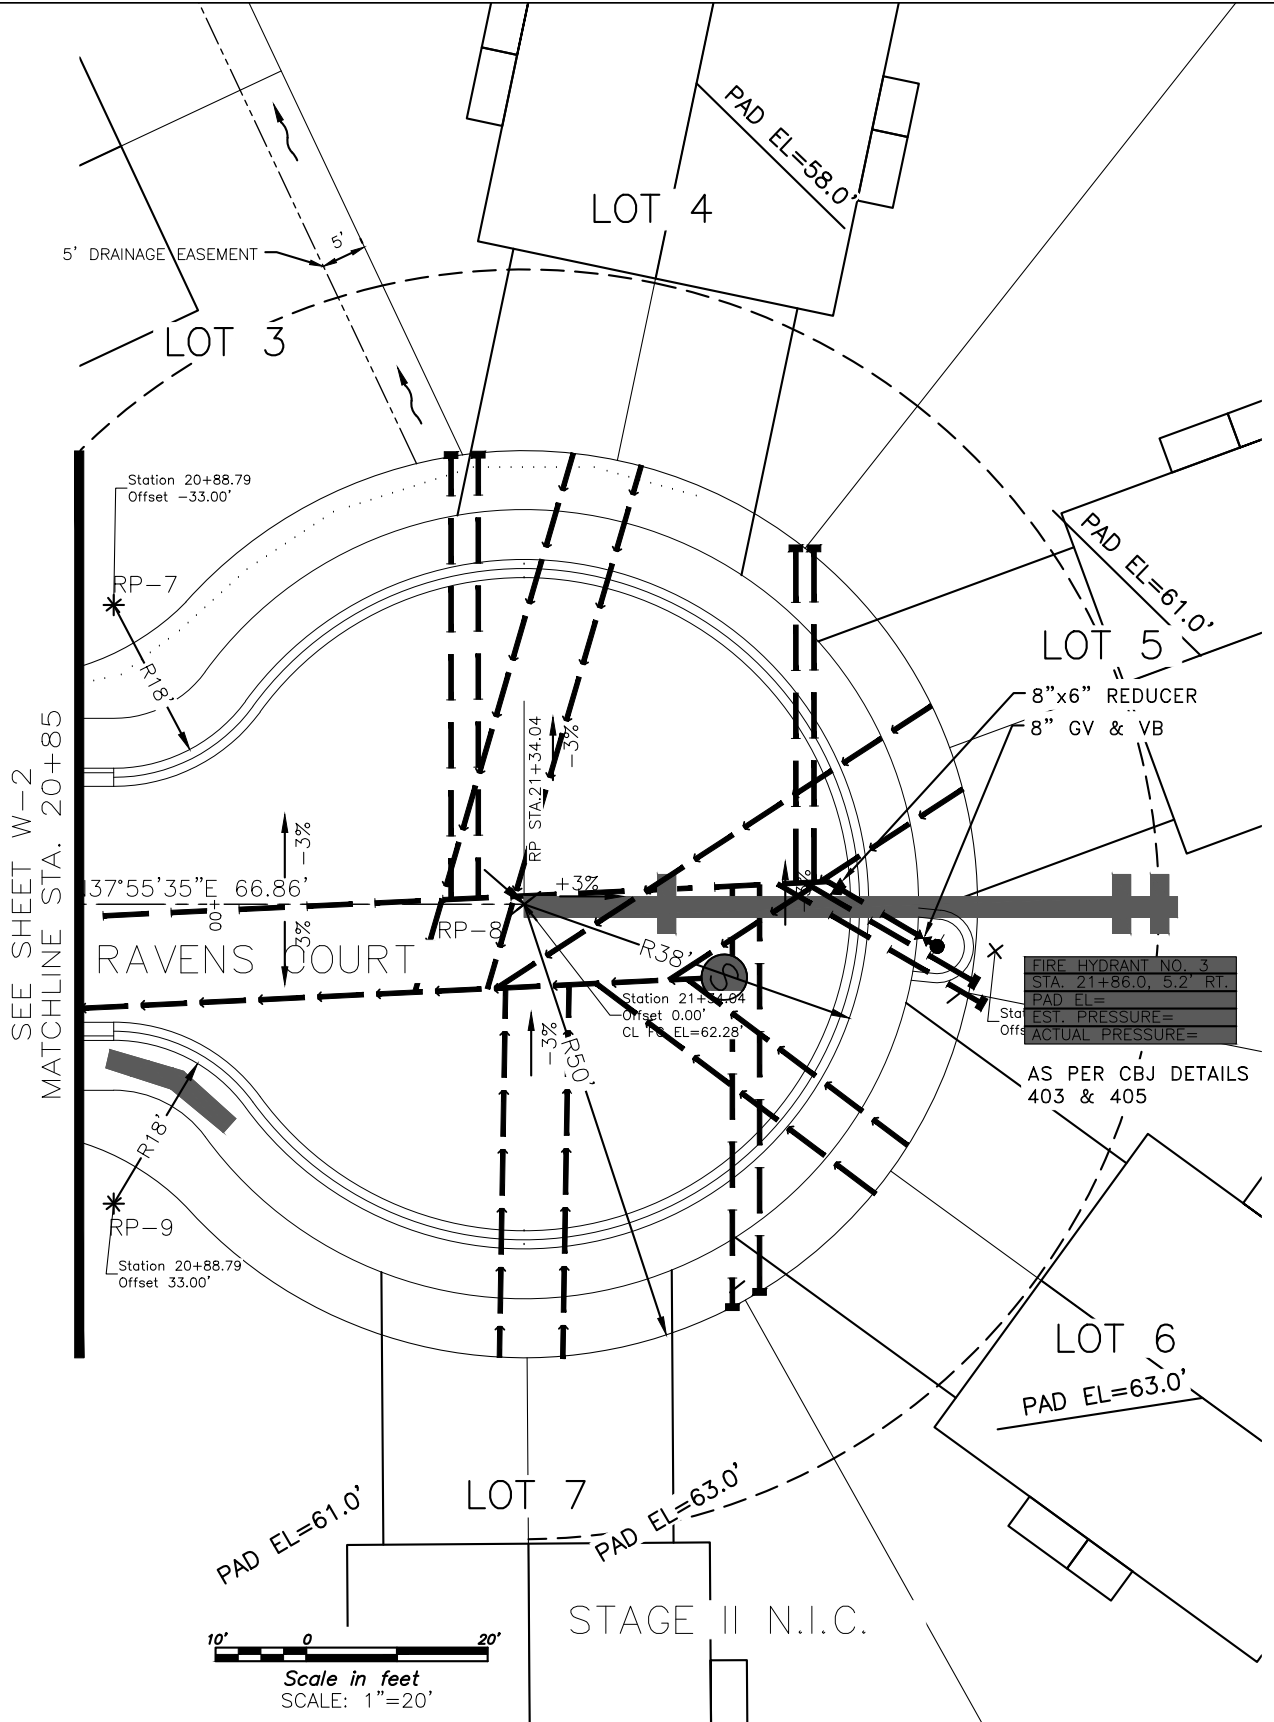 PAD EL=58.0'
LOT 4
5'
5' DRAINAGE EASEMENT
LOT 3
Station 20+88.79
Offset -33.00'
RP-7
R18'
PAD EL=61.0'
LOT 5
8"x6" REDUCER
8" GV & VB
SEE SHEET W-2
MATCHLINE STA. 20+85
RP STA.21+34.04
-3%
-3%
137°55'35"E 66.86'
00+
+3%
-3%
RP-8
RAVENS COURT
R38'
S
Station 21+34.04
Offset 0.00'
CL FG EL=62.28'
-3%
R50'
FIRE HYDRANT NO. 3
STA. 21+86.0, 5.2' RT.
PAD EL=
EST. PRESSURE=
ACTUAL PRESSURE=
Sta
Offs
AS PER CBJ DETAILS
403 & 405
R18'
RP-9
Station 20+88.79
Offset 33.00'
LOT 6
PAD EL=63.0'
LOT 7
PAD EL=61.0'
PAD EL=63.0'
STAGE II N.I.C.
10' 0 20'
Scale in feet
SCALE: 1"=20'